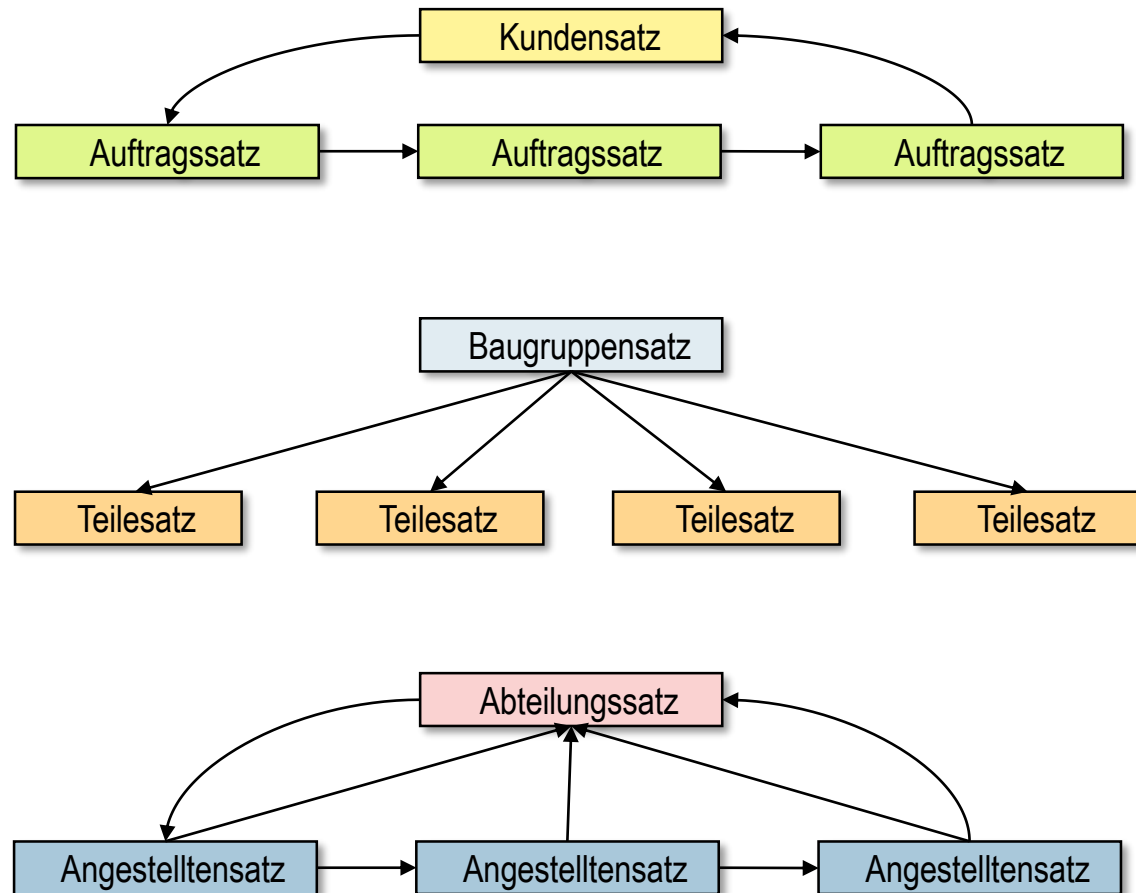 Kundensatz
Auftragssatz Auftragssatz Auftragssatz
Baugruppensatz
Teilesatz Teilesatz Teilesatz Teilesatz
Abteilungssatz
Angestelltensatz Angestelltensatz Angestelltensatz